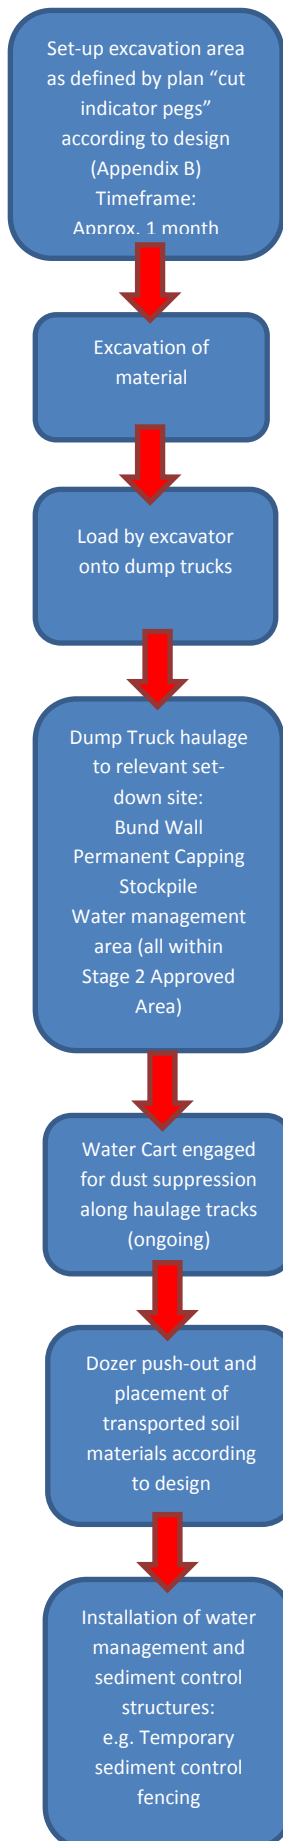 Set-up excavation area
as defined by plan “cut
indicator pegs”
according to design
(Appendix B)
Timeframe:
Approx. 1 month
Excavation of
material
Load by excavator
onto dump trucks
Dump Truck haulage
to relevant set-
down site:
Bund Wall
Permanent Capping
Stockpile
Water management
area (all within
Stage 2 Approved
Area)
Water Cart engaged
for dust suppression
along haulage tracks
(ongoing)
Dozer push-out and
placement of
transported soil
materials according
to design
Installation of water
management and
sediment control
structures:
e.g. Temporary
sediment control
fencing